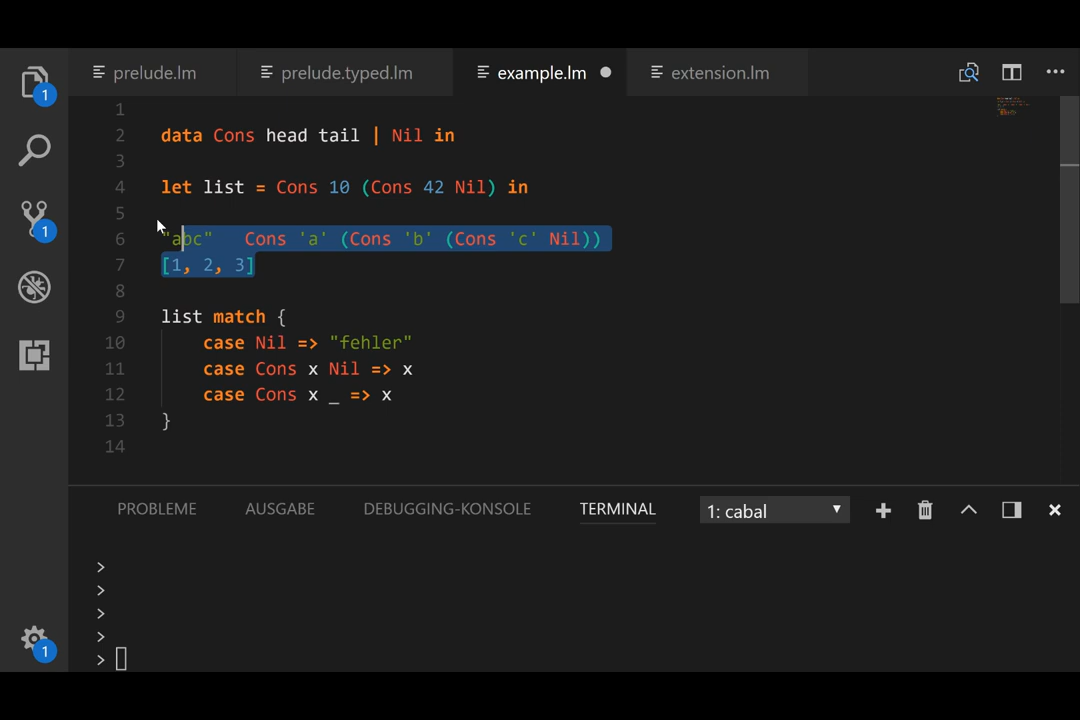 prelude.lm prelude.typed.lm example.lm extension.lm
1
1
2 data Cons head tail | Nil in
3
4 let list = Cons 10 (Cons 42 Nil) in
5
6 "abc" Cons 'a' (Cons 'b' (Cons 'c' Nil))
7 [1, 2, 3]
8
9 list match {
10 case Nil => "fehler"
11 case Cons x Nil => x
12 case Cons x _ => x
13 }
14
1
PROBLEME AUSGABE DEBUGGING-KONSOLE TERMINAL 1: cabal
>
>
>
>
>
1